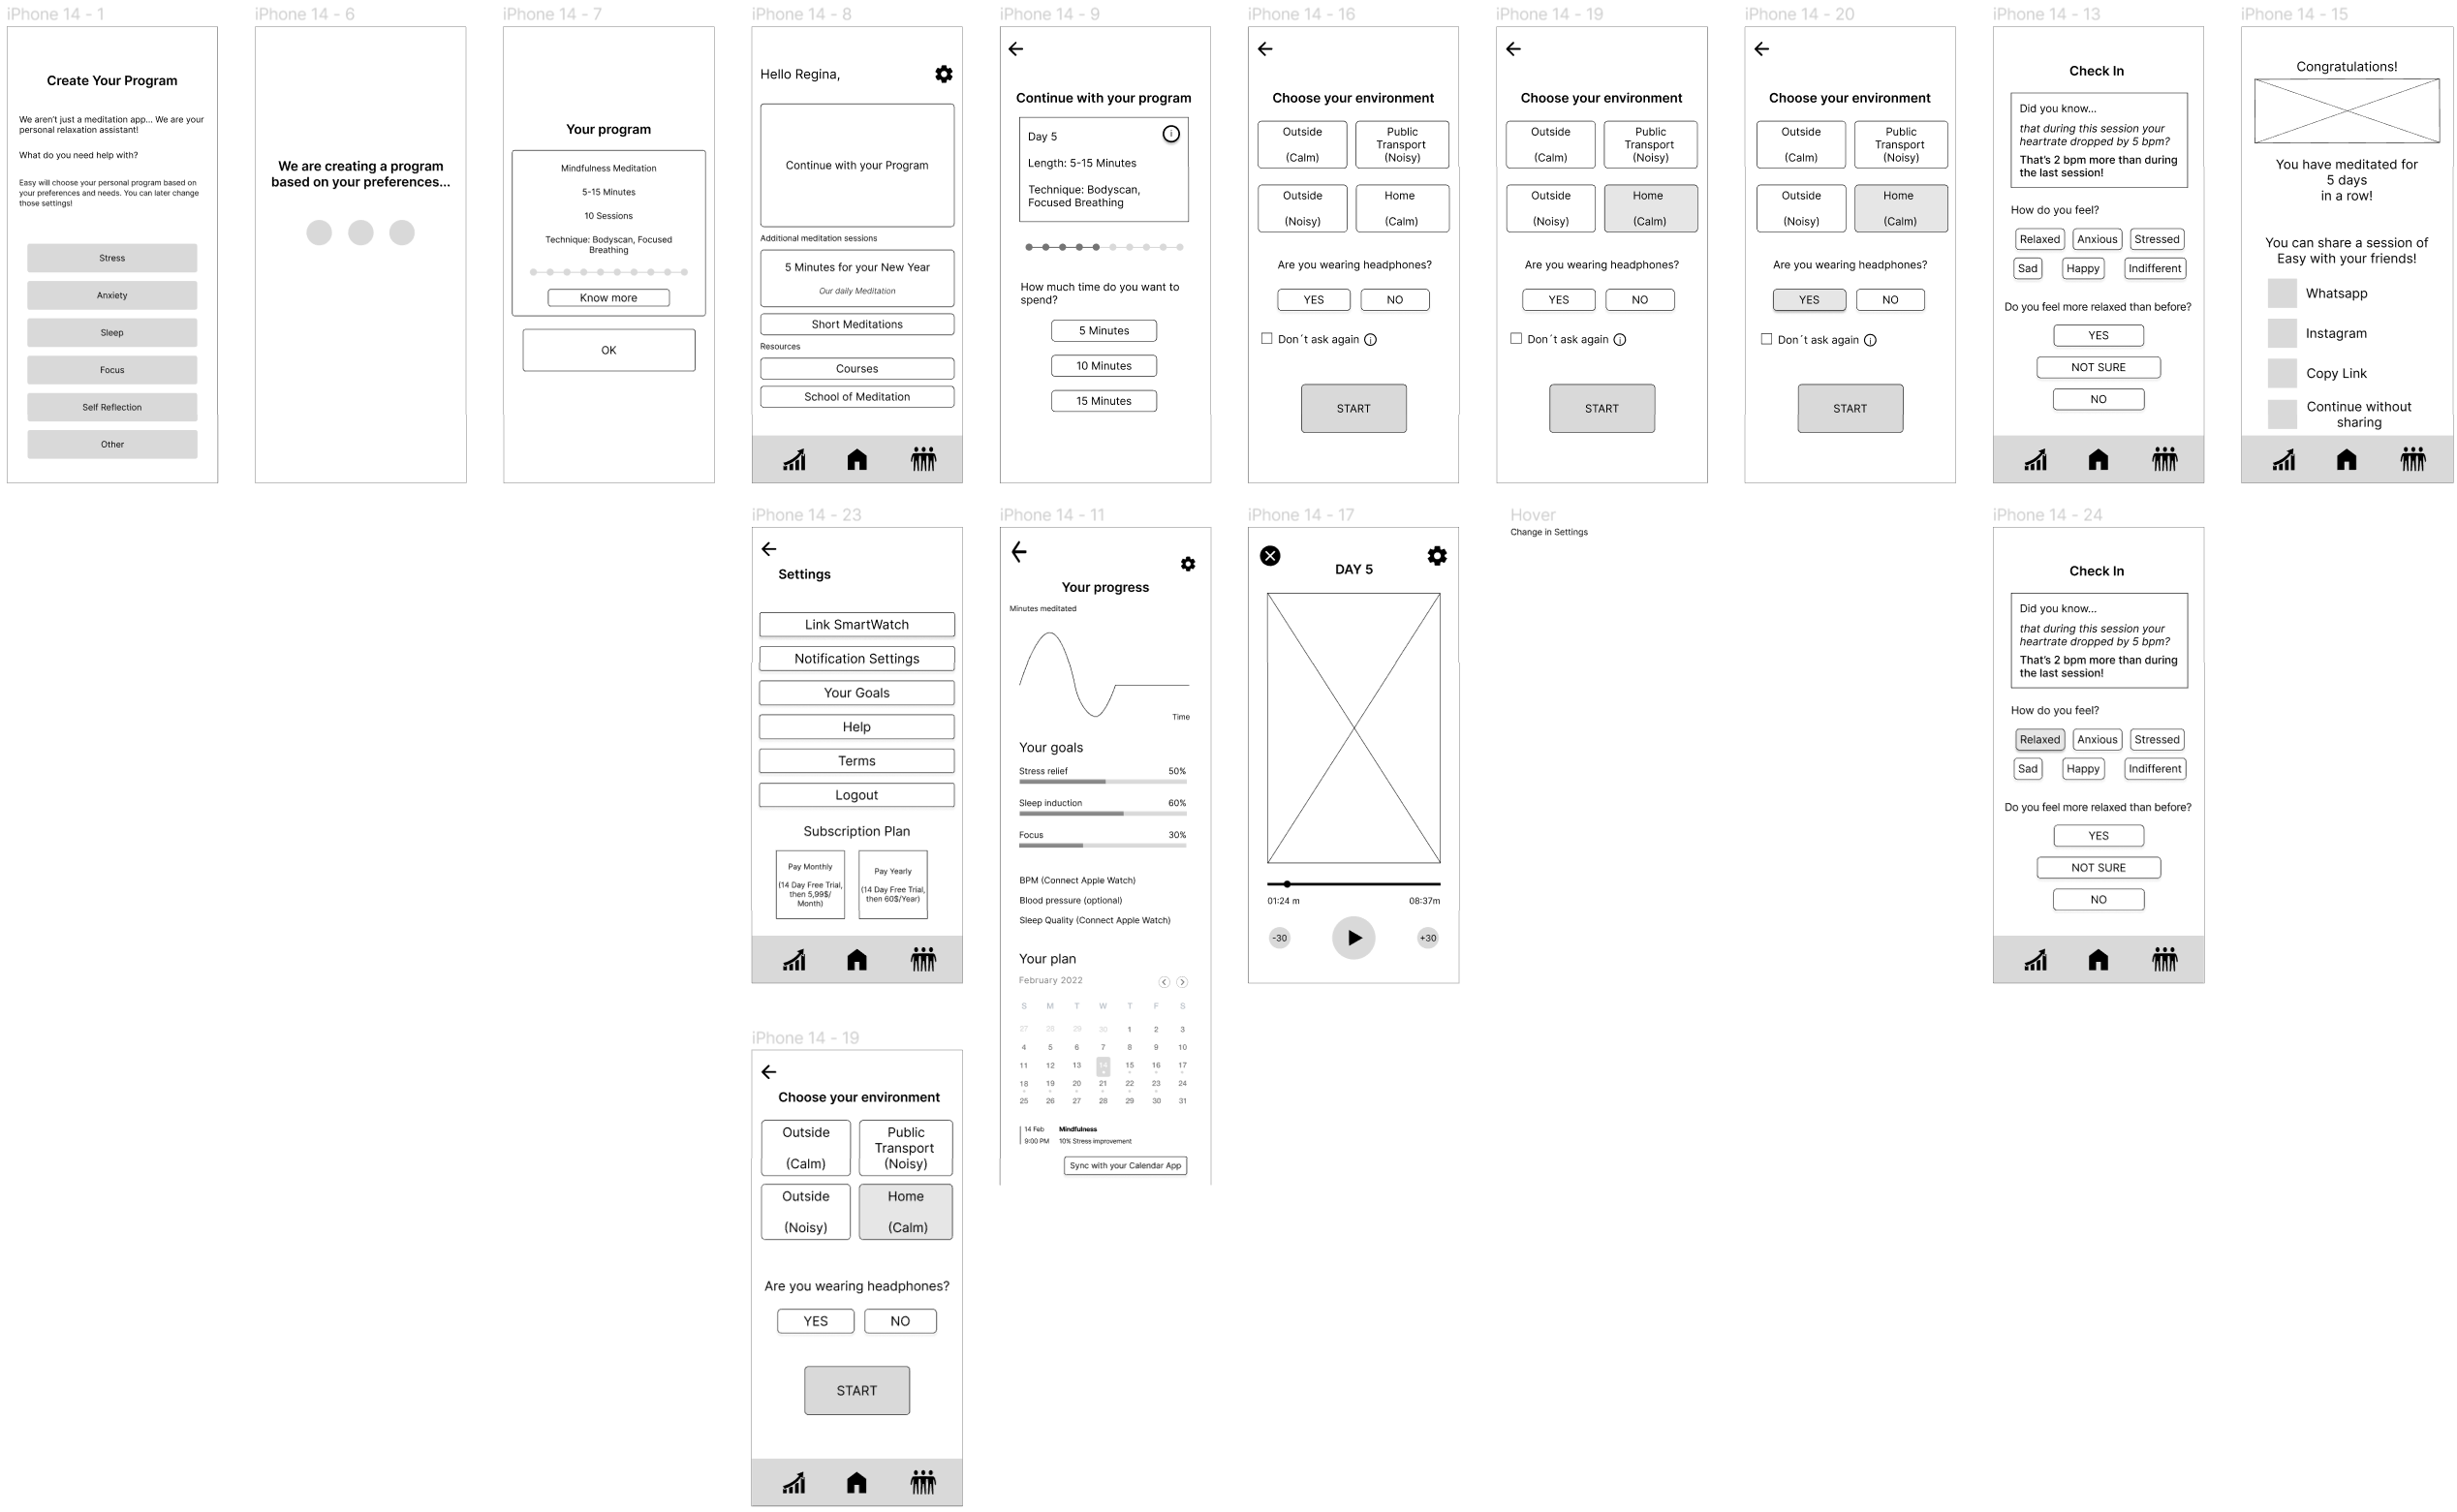 iPhone 14 - 1
Create Your Program
We aren't just a meditation app... We are your
personal relaxation assistant!
What do you need help with?
Easy will choose your personal program based on
your preferences and needs. You can later change
those settings!
Stress
Anxiety
Sleep
Focus
Self Reflection
Other
iPhone 14 - 6
We are creating a program
based on your preferences...
iPhone 14 - 7
Your program
Mindfulness Meditation
5-15 Minutes
10 Sessions
Technique: Bodyscan, Focused
Breathing
Know more
OK
iPhone 14 - 8
Hello Regina,
Continue with your Program
Additional meditation sessions
5 Minutes for your New Year
Our daily Meditation
Short Meditations
Resources
Courses
School of Meditation
iPhone 14 - 9
Continue with your program
Day 5
i
Length: 5-15 Minutes
Technique: Bodyscan,
Focused Breathing
How much time do you want to
spend?
5 Minutes
10 Minutes
15 Minutes
iPhone 14 - 16
Choose your environment
Outside
(Calm)
Public
Transport
(Noisy)
Outside
(Noisy)
Home
(Calm)
Are you wearing headphones?
YES
NO
Don´t ask again i
START
iPhone 14 - 19
Choose your environment
Outside
(Calm)
Public
Transport
(Noisy)
Outside
(Noisy)
Home
(Calm)
Are you wearing headphones?
YES
NO
Don´t ask again i
START
iPhone 14 - 20
Choose your environment
Outside
(Calm)
Public
Transport
(Noisy)
Outside
(Noisy)
Home
(Calm)
Are you wearing headphones?
YES
NO
Don´t ask again i
START
iPhone 14 - 13
Check In
Did you know...
that during this session your
heartrate dropped by 5 bpm?
That's 2 bpm more than during
the last session!
How do you feel?
Relaxed
Anxious
Stressed
Sad
Happy
Indifferent
Do you feel more relaxed than before?
YES
NOT SURE
NO
iPhone 14 - 15
Congratulations!
You have meditated for
5 days
in a row!
You can share a session of
Easy with your friends!
Whatsapp
Instagram
Copy Link
Continue without
sharing
iPhone 14 - 23
Settings
Link SmartWatch
Notification Settings
Your Goals
Help
Terms
Logout
Subscription Plan
Pay Monthly
(14 Day Free Trial,
then 5,99$/
Month)
Pay Yearly
(14 Day Free Trial,
then 60$/Year)
iPhone 14 - 11
Your progress
Minutes meditated
Time
Your goals
Stress relief 50%
Sleep induction 60%
Focus 30%
BPM (Connect Apple Watch)
Blood pressure (optional)
Sleep Quality (Connect Apple Watch)
Your plan
February 2022
S M T W T F S
27 28 29 30 1 2 3
4 5 6 7 8 9 10
11 12 13 14 15 16 17
18 19 20 21 22 23 24
25 26 27 28 29 30 31
14 Feb Mindfulness
9:00 PM 10% Stress improvement
Sync with your Calendar App
iPhone 14 - 17
DAY 5
01:24 m 08:37m
-30
+30
Hover
Change in Settings
iPhone 14 - 24
Check In
Did you know...
that during this session your
heartrate dropped by 5 bpm?
That's 2 bpm more than during
the last session!
How do you feel?
Relaxed
Anxious
Stressed
Sad
Happy
Indifferent
Do you feel more relaxed than before?
YES
NOT SURE
NO
iPhone 14 - 19
Choose your environment
Outside
(Calm)
Public
Transport
(Noisy)
Outside
(Noisy)
Home
(Calm)
Are you wearing headphones?
YES
NO
START